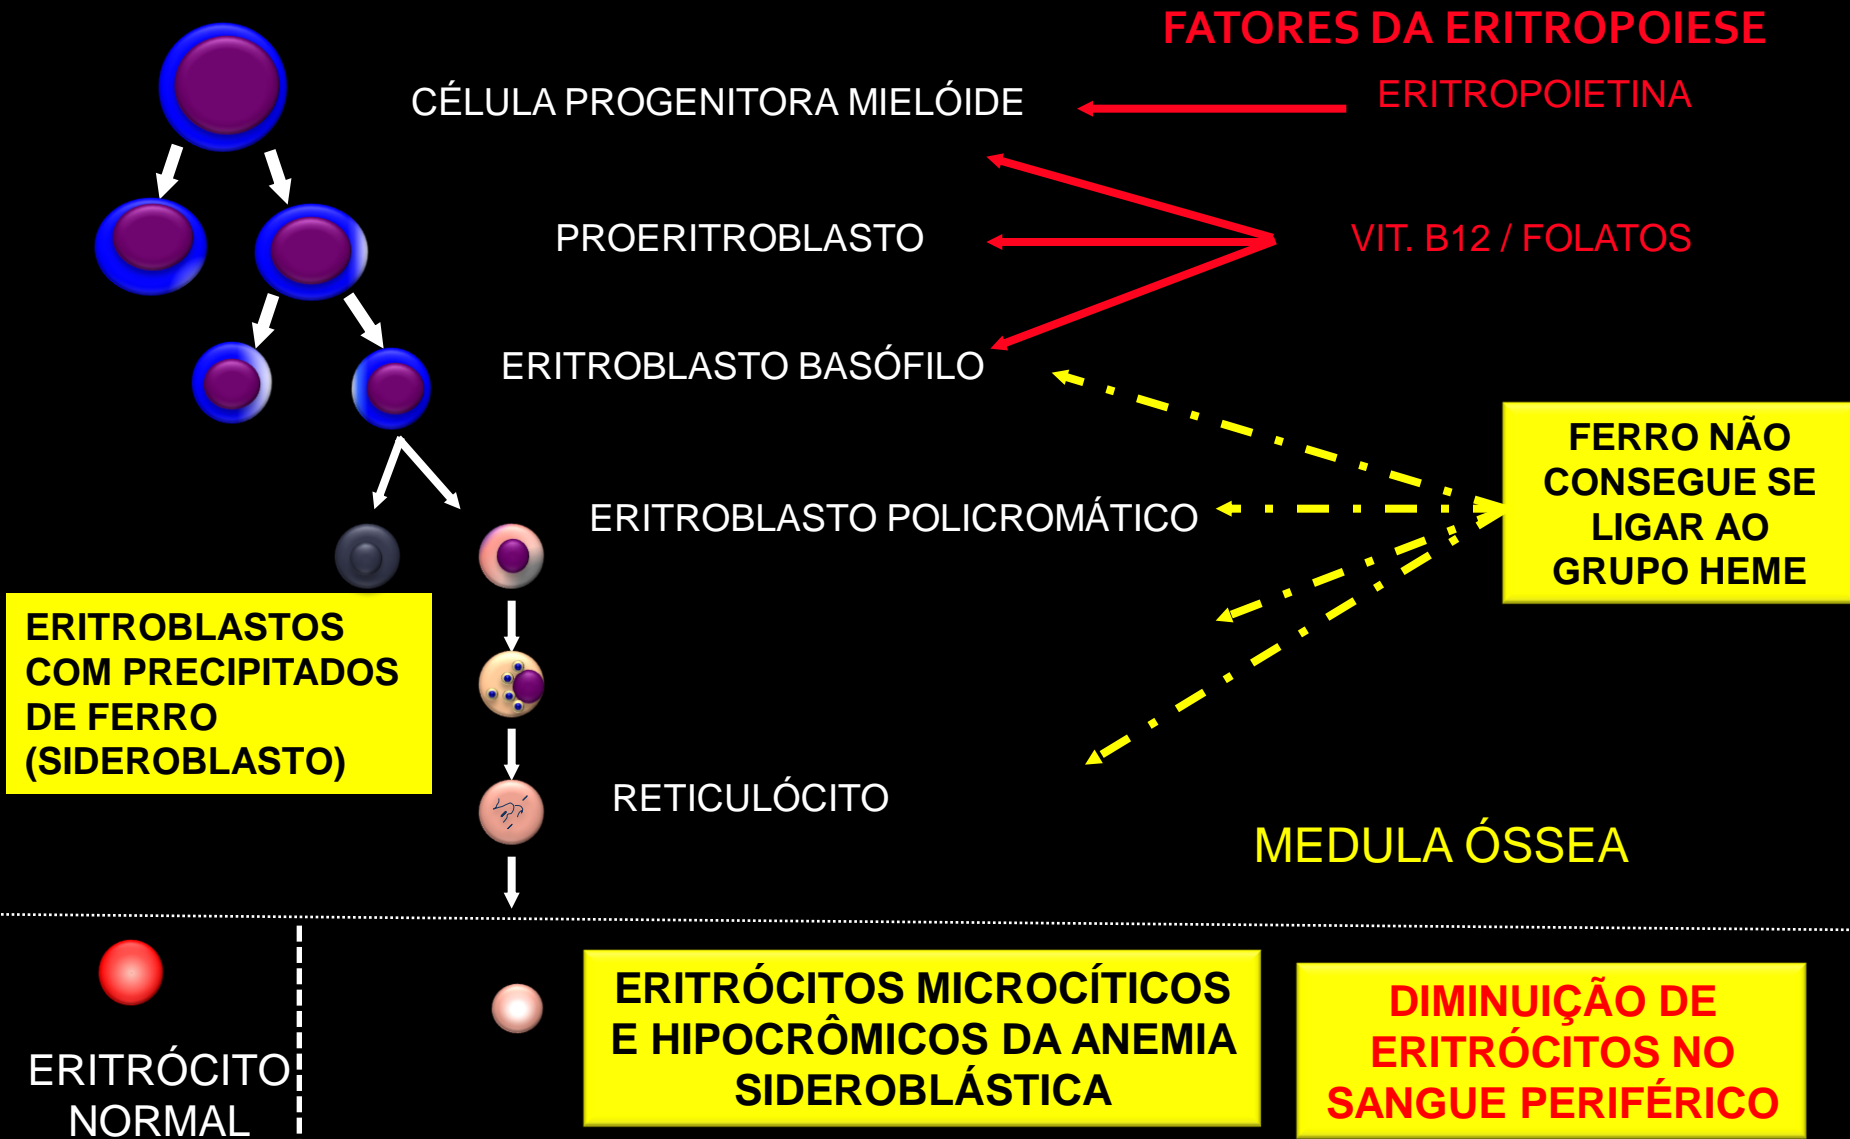 FATORES DA ERITROPOIESE
CÉLULA PROGENITORA MIELÓIDE
ERITROPOIETINA
PROERITROBLASTO
VIT. B12 / FOLATOS
ERITROBLASTO BASÓFILO
FERRO NÃO
CONSEGUE SE
LIGAR AO
GRUPO HEME
ERITROBLASTO POLICROMÁTICO
ERITROBLASTOS
COM PRECIPITADOS
DE FERRO
(SIDEROBLASTO)
RETICULÓCITO
MEDULA ÓSSEA
ERITRÓCITO
NORMAL
ERITRÓCITOS MICROCÍTICOS
E HIPOCRÔMICOS DA ANEMIA
SIDEROBLÁSTICA
DIMINUIÇÃO DE
ERITRÓCITOS NO
SANGUE PERIFÉRICO